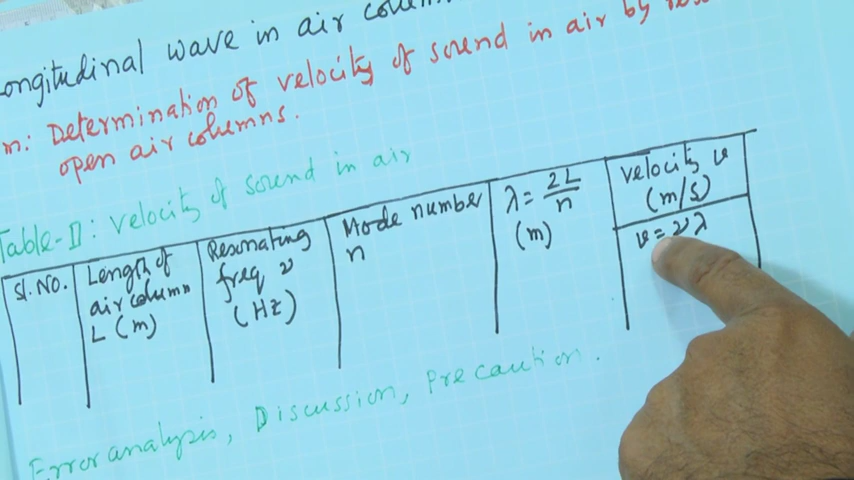 Longitudinal wave in air colum
m: Determination of velocity of sound in air by
open air columns.
Table-II: Velocity of sound in air
Sl. No.
Length of
air column
L (m)
Resonating
freq ν
(Hz)
Mode number
n
λ = 2L/n
(m)
velocity v
(m/s)
v = νλ
Error analysis, Discussion, Precaution.